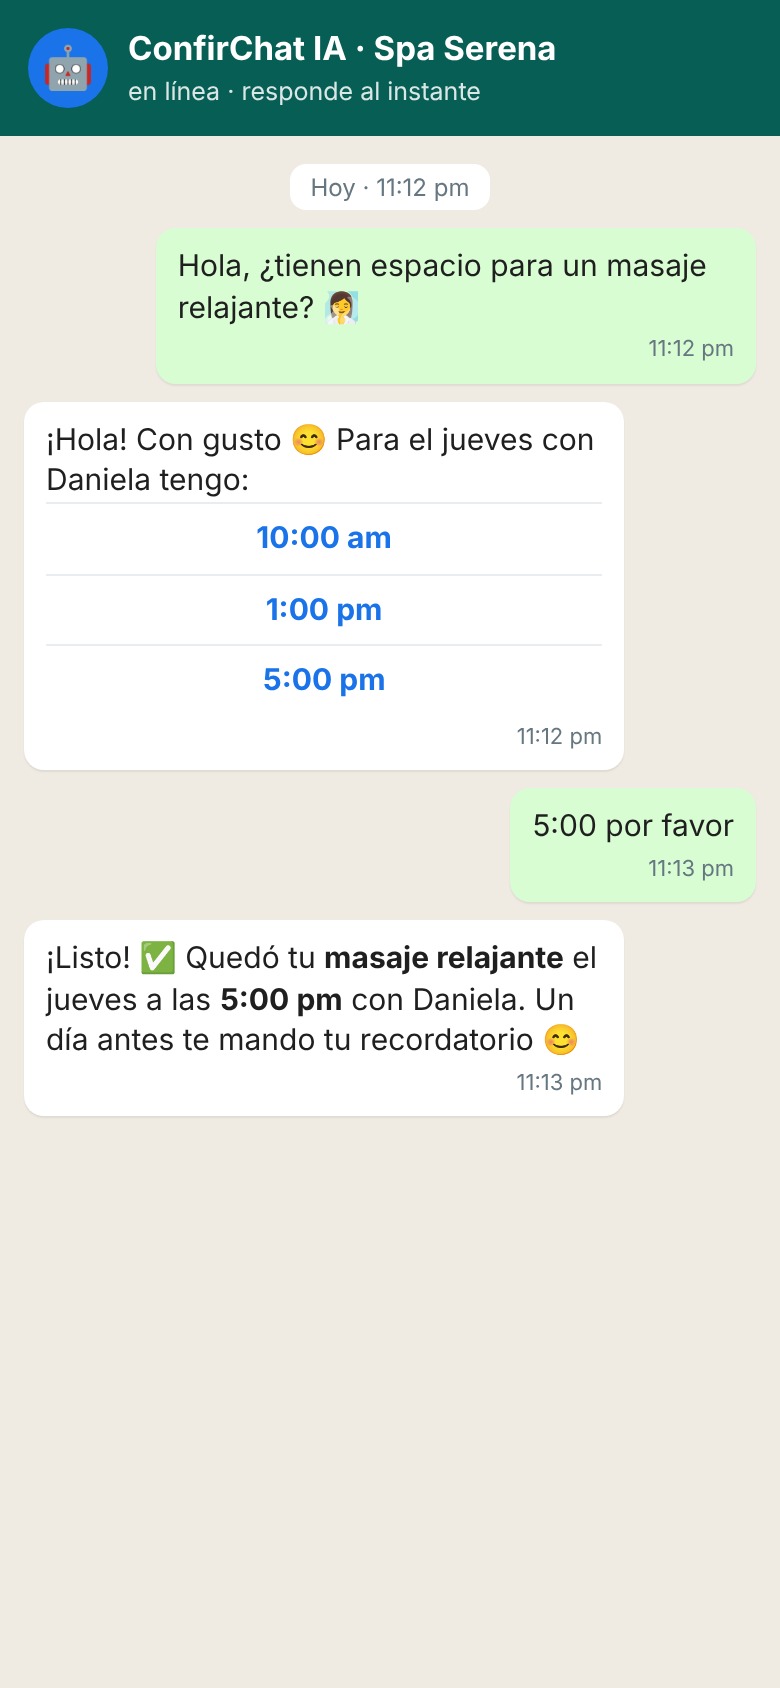 ConfirChat IA · Spa Serena
en línea · responde al instante
Hoy · 11:12 pm
Hola, ¿tienen espacio para un masaje
relajante? 🧖‍♀️
11:12 pm
¡Hola! Con gusto 😊 Para el jueves con
Daniela tengo:
10:00 am
1:00 pm
5:00 pm
11:12 pm
5:00 por favor
11:13 pm
¡Listo! ✅ Quedó tu masaje relajante el
jueves a las 5:00 pm con Daniela. Un
día antes te mando tu recordatorio 😊
11:13 pm